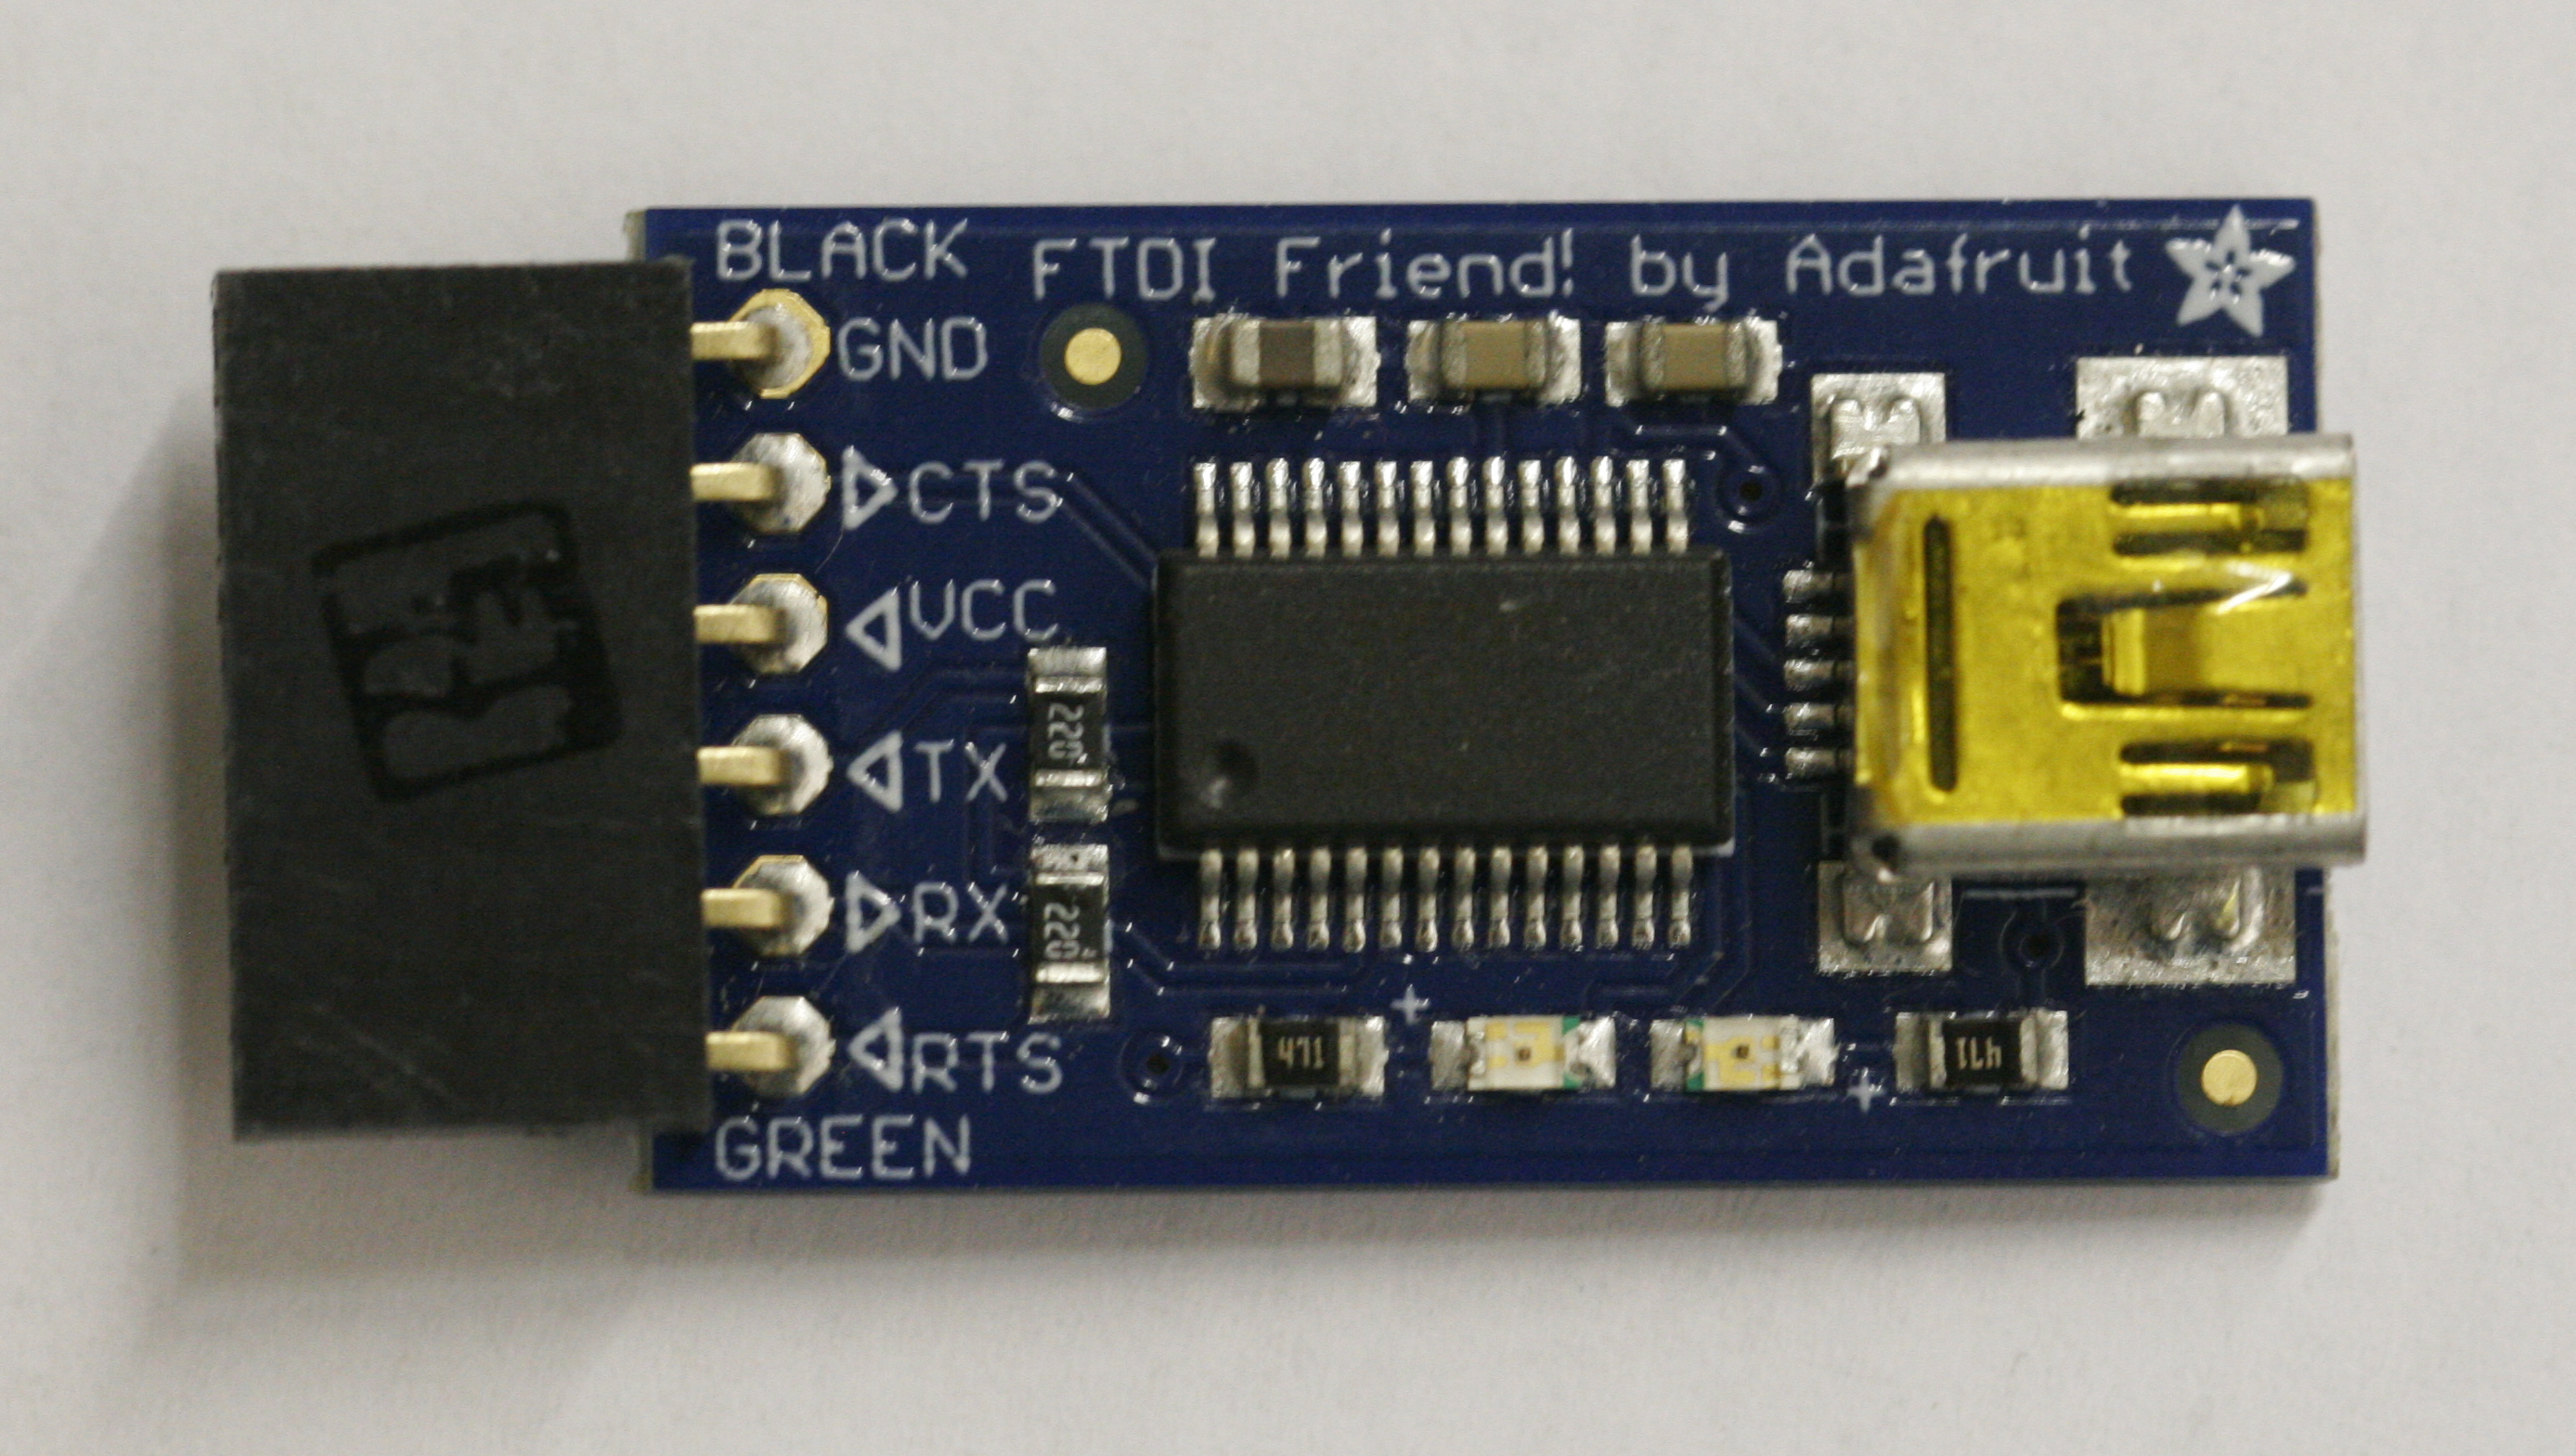 BLACK
FTDI Friend! by Adafruit
GND
CTS
VCC
TX
RX
RTS
GREEN
220
220
471
471